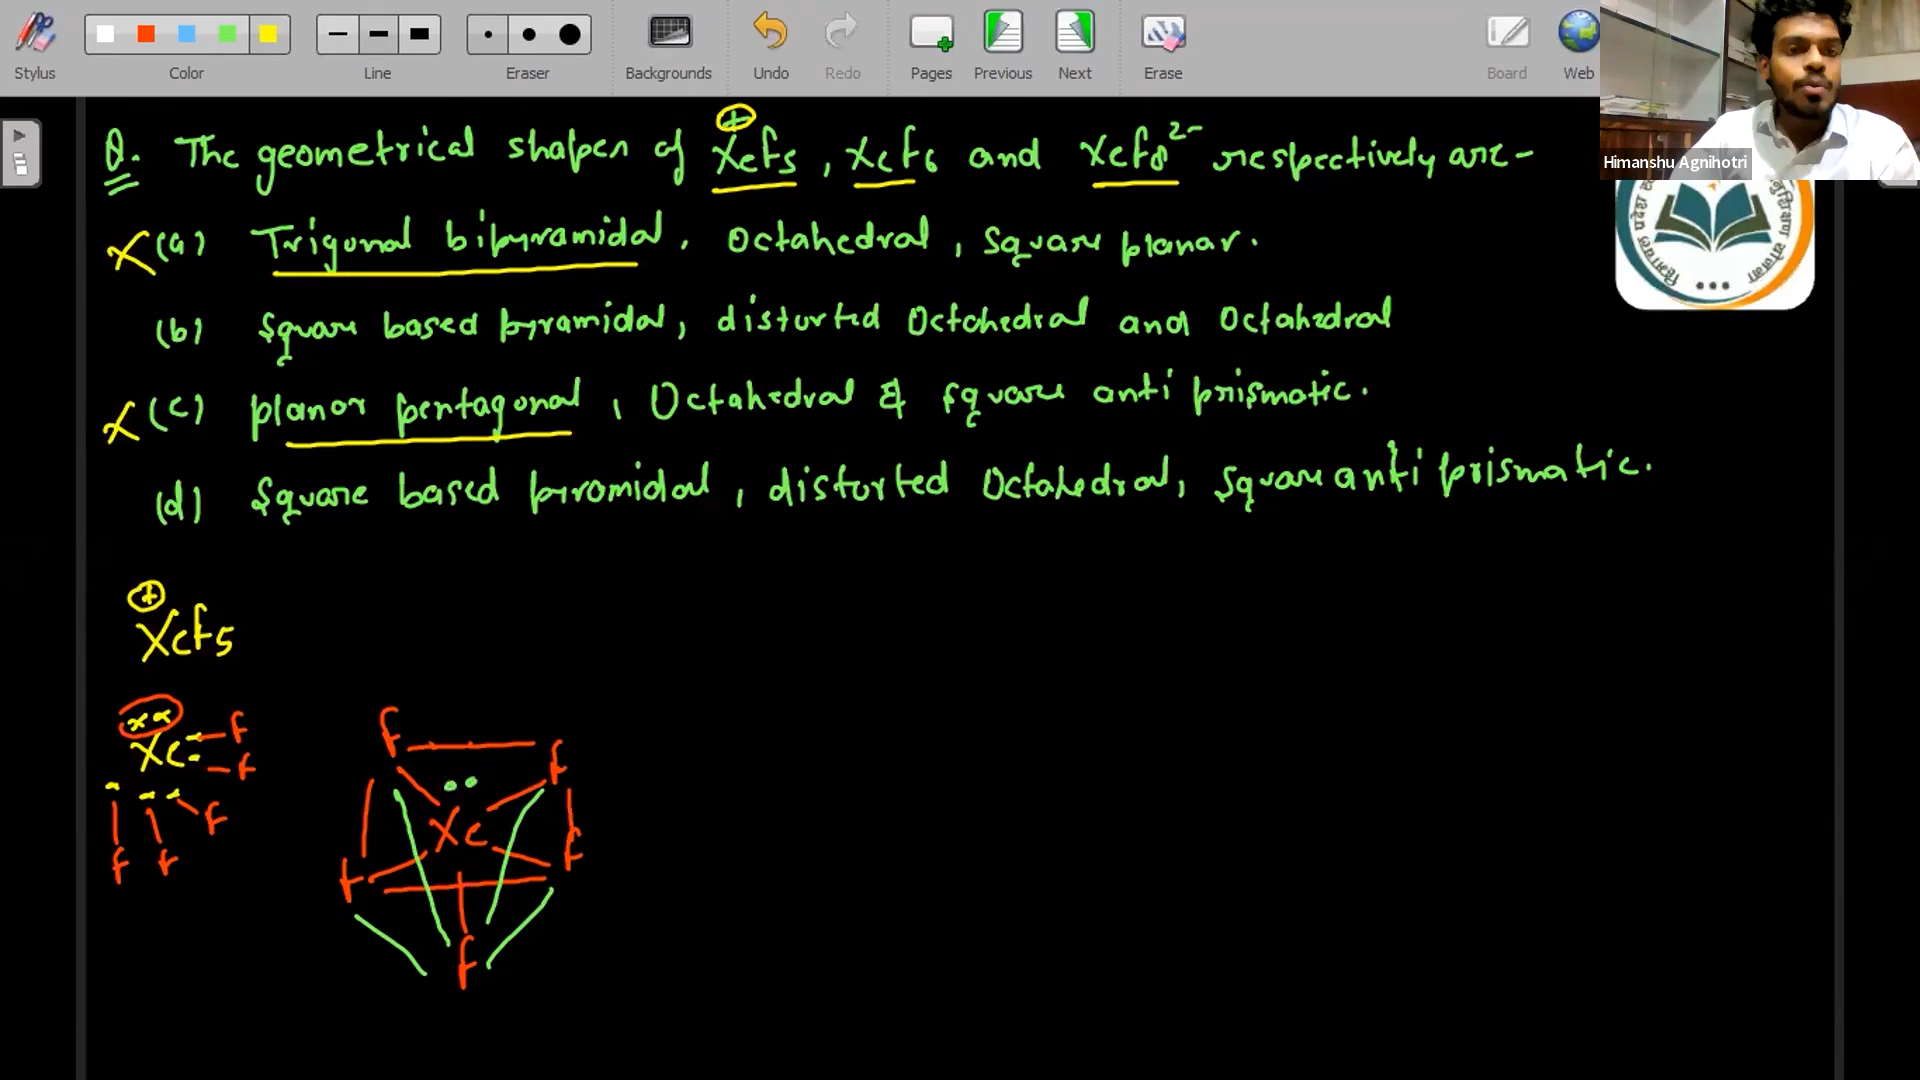 Stylus Color Line Eraser Backgrounds Undo Redo Pages Previous Next Erase Board Web
Himanshu Agnihotri
Q. The geometrical shapes of XeF5 +, XeF6 and XeF8 2- respectively are-
X (a) Trigonal bipyramidal, Octahedral, Square planar.
(b) Square based pyramidal, distorted Octahedral and Octahedral
X (c) planar pentagonal, Octahedral & square anti prismatic.
(d) Square based pyramidal, distorted Octahedral, Square anti prismatic.
+
XeF5
xx
Xe F
F
F
F F
F F
Xe
F F
F